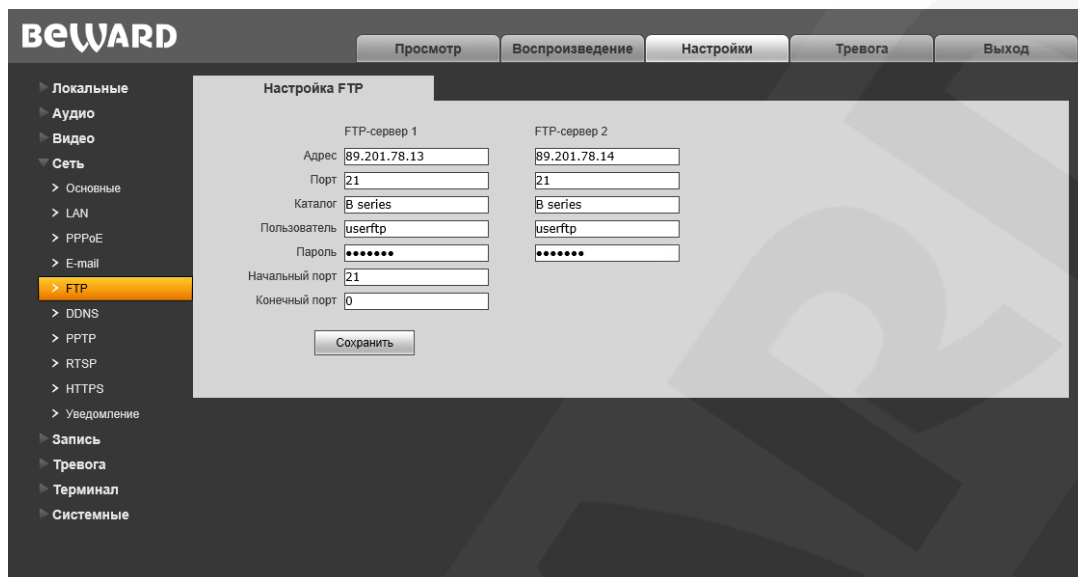 BEWARD
Просмотр Воспроизведение Настройки Тревога Выход
Локальные
Аудио
Видео
Сеть
> Основные
> LAN
> PPPoE
> E-mail
> FTP
> DDNS
> PPTP
> RTSP
> HTTPS
> Уведомление
Запись
Тревога
Терминал
Системные
Настройка FTP
FTP-сервер 1 FTP-сервер 2
Адрес 89.201.78.13 89.201.78.14
Порт 21 21
Каталог B series B series
Пользователь userftp userftp
Пароль ••••••• •••••••
Начальный порт 21
Конечный порт 0
Сохранить